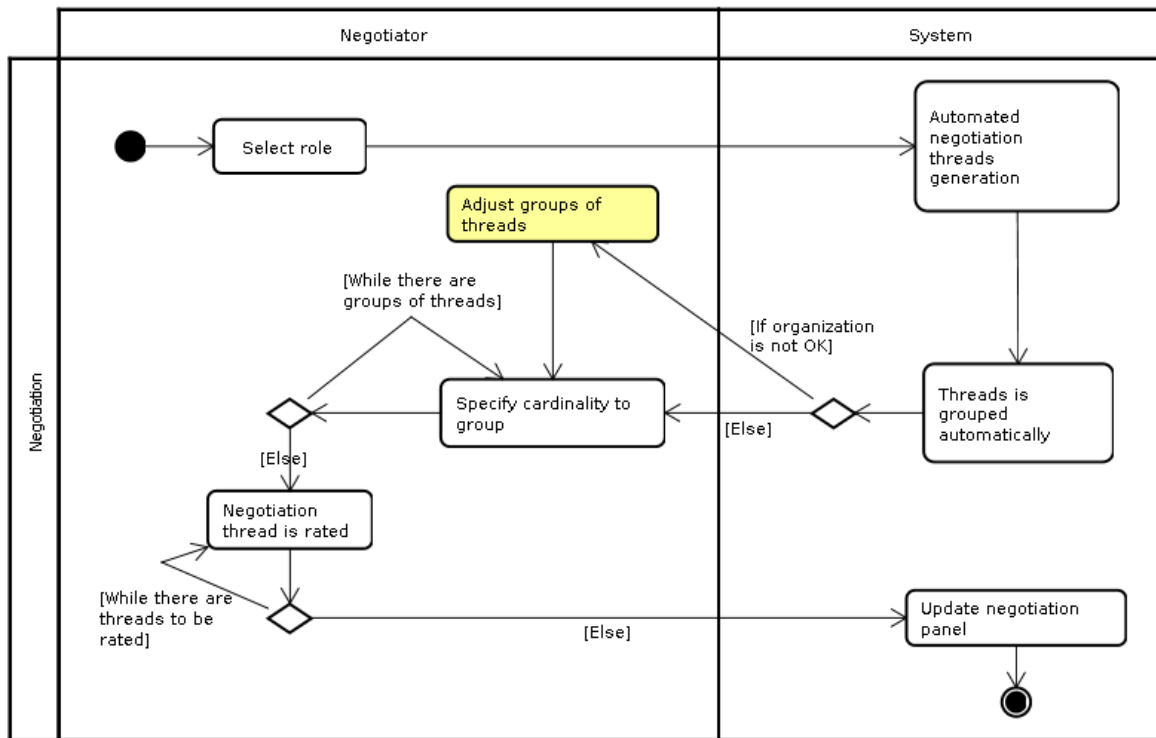 Negotiator
System
Negotiation
Select role
Automated
negotiation
threads
generation
Adjust groups of
threads
[While there are
groups of threads]
[If organization
is not OK]
Specify cardinality to
group
Threads is
grouped
automatically
[Else]
[Else]
Negotiation
thread is rated
[While there are
threads to be
rated]
[Else]
Update negotiation
panel